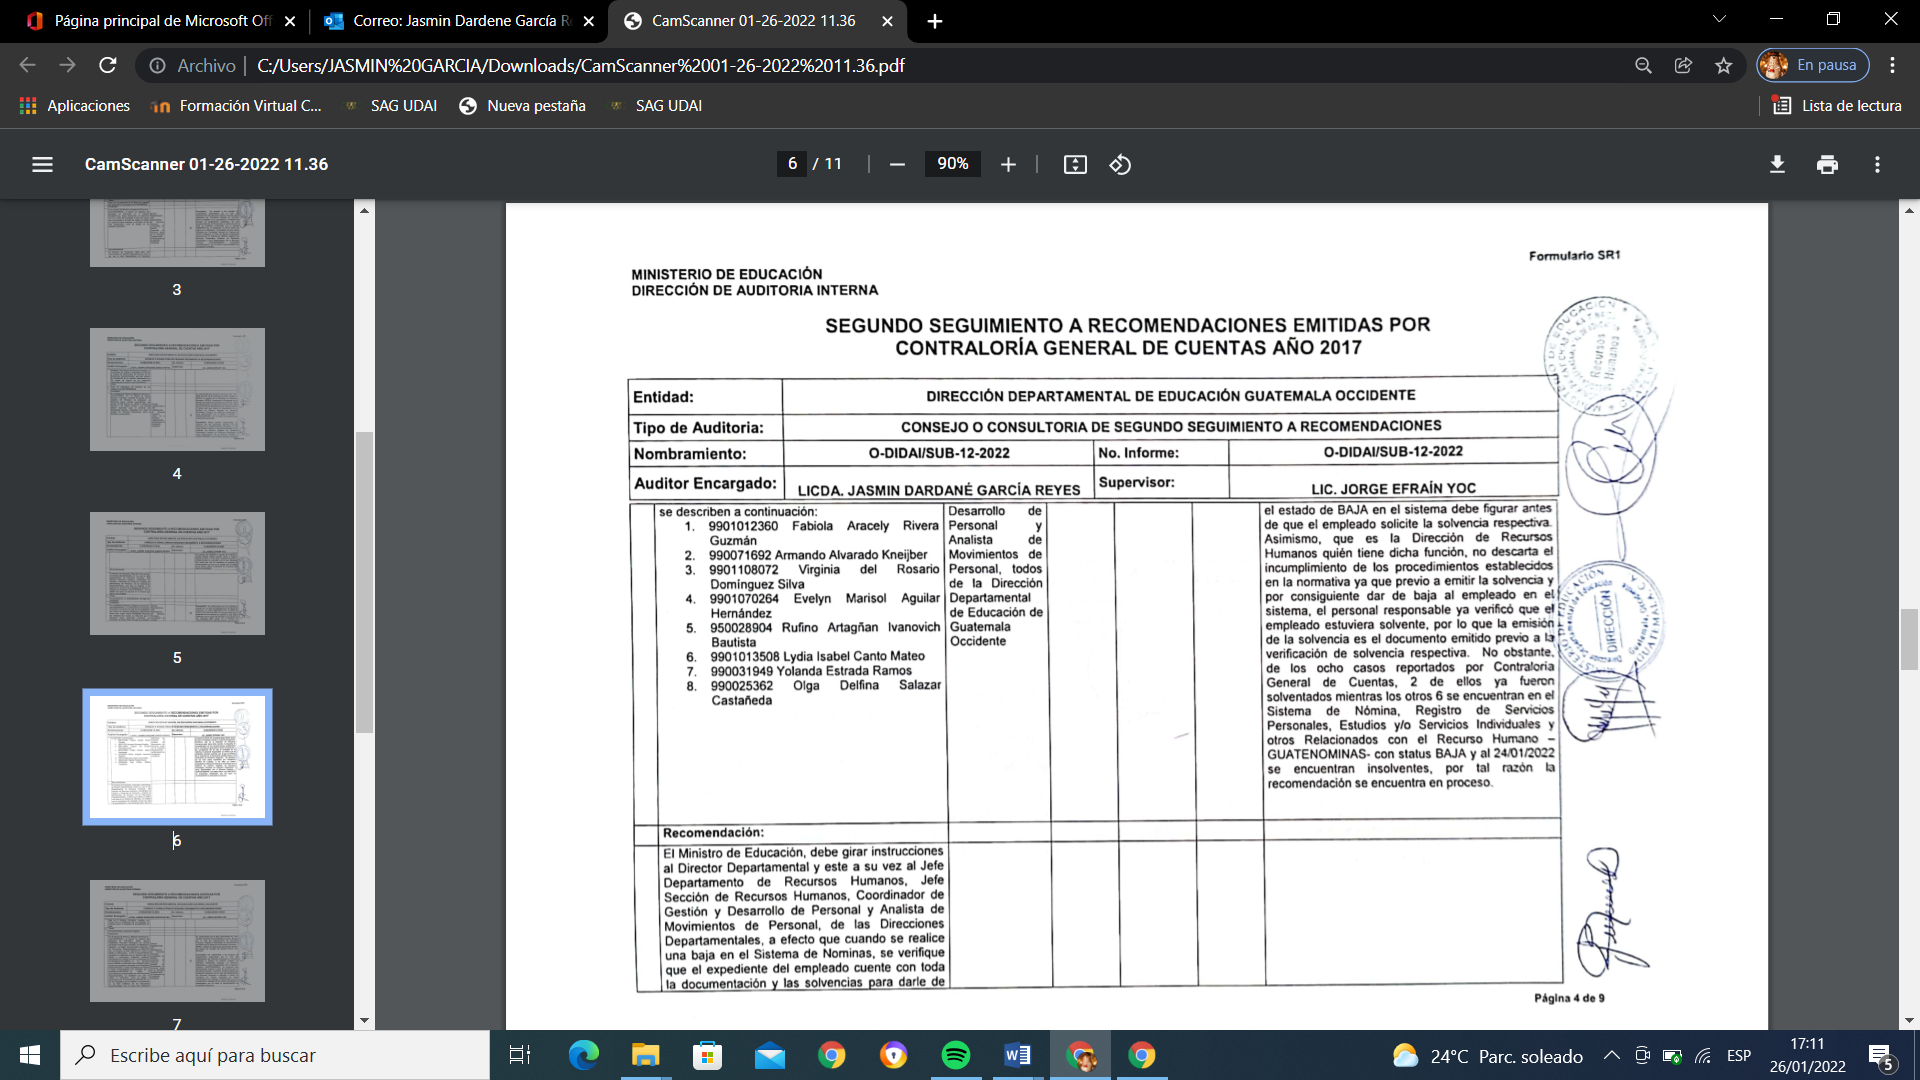 Página principal de Microsoft Off
Correo: Jasmin Dardene García R
CamScanner 01-26-2022 11.36
Archivo
C:/Users/JASMIN%20GARCIA/Downloads/CamScanner%2001-26-2022%2011.36.pdf
En pausa
Aplicaciones
Formación Virtual C...
SAG UDAI
Nueva pestaña
SAG UDAI
Lista de lectura
CamScanner 01-26-2022 11.36
6 / 11
90%
3
4
5
6
7
Formulario SR1
MINISTERIO DE EDUCACIÓN
DIRECCIÓN DE AUDITORIA INTERNA
SEGUNDO SEGUIMIENTO A RECOMENDACIONES EMITIDAS POR
CONTRALORÍA GENERAL DE CUENTAS AÑO 2017
Entidad: DIRECCIÓN DEPARTAMENTAL DE EDUCACIÓN GUATEMALA OCCIDENTE
Tipo de Auditoria: CONSEJO O CONSULTORIA DE SEGUNDO SEGUIMIENTO A RECOMENDACIONES
Nombramiento: O-DIDAI/SUB-12-2022 No. Informe: O-DIDAI/SUB-12-2022
Auditor Encargado: LICDA. JASMIN DARDANÉ GARCÍA REYES Supervisor: LIC. JORGE EFRAÍN YOC
se describen a continuación:
1. 9901012360 Fabiola Aracely Rivera
Guzmán
2. 990071692 Armando Alvarado Kneijber
3. 9901108072 Virginia del Rosario
Domínguez Silva
4. 9901070264 Evelyn Marisol Aguilar
Hernández
5. 950028904 Rufino Artagñan Ivanovich
Bautista
6. 9901013508 Lydia Isabel Canto Mateo
7. 990031949 Yolanda Estrada Ramos
8. 990025362 Olga Delfina Salazar
Castañeda
Desarrollo de
Personal y
Analista de
Movimientos de
Personal, todos
de la Dirección
Departamental
de Educación de
Guatemala
Occidente
el estado de BAJA en el sistema debe figurar antes
de que el empleado solicite la solvencia respectiva.
Asimismo, que es la Dirección de Recursos
Humanos quién tiene dicha función, no descarta el
incumplimiento de los procedimientos establecidos
en la normativa ya que previo a emitir la solvencia y
por consiguiente dar de baja al empleado en el
sistema, el personal responsable ya verificó que el
empleado estuviera solvente, por lo que la emisión
de la solvencia es el documento emitido previo a la
verificación de solvencia respectiva. No obstante,
de los ocho casos reportados por Contraloría
General de Cuentas, 2 de ellos ya fueron
solventados mientras los otros 6 se encuentran en el
Sistema de Nómina, Registro de Servicios
Personales, Estudios y/o Servicios Individuales y
otros Relacionados con el Recurso Humano –
GUATENOMINAS- con status BAJA y al 24/01/2022
se encuentran insolventes, por tal razón la
recomendación se encuentra en proceso.
Recomendación:
El Ministro de Educación, debe girar instrucciones
al Director Departamental y este a su vez al Jefe
Departamento de Recursos Humanos, Jefe
Sección de Recursos Humanos, Coordinador de
Gestión y Desarrollo de Personal y Analista de
Movimientos de Personal, de las Direcciones
Departamentales, a efecto que cuando se realice
una baja en el Sistema de Nominas, se verifique
que el expediente del empleado cuente con toda
la documentación y las solvencias para darle de
Recursos
Humanos
DIRECCIÓN
Página 4 de 9
Escribe aquí para buscar
24°C Parc. soleado
ESP
17:11
26/01/2022
5